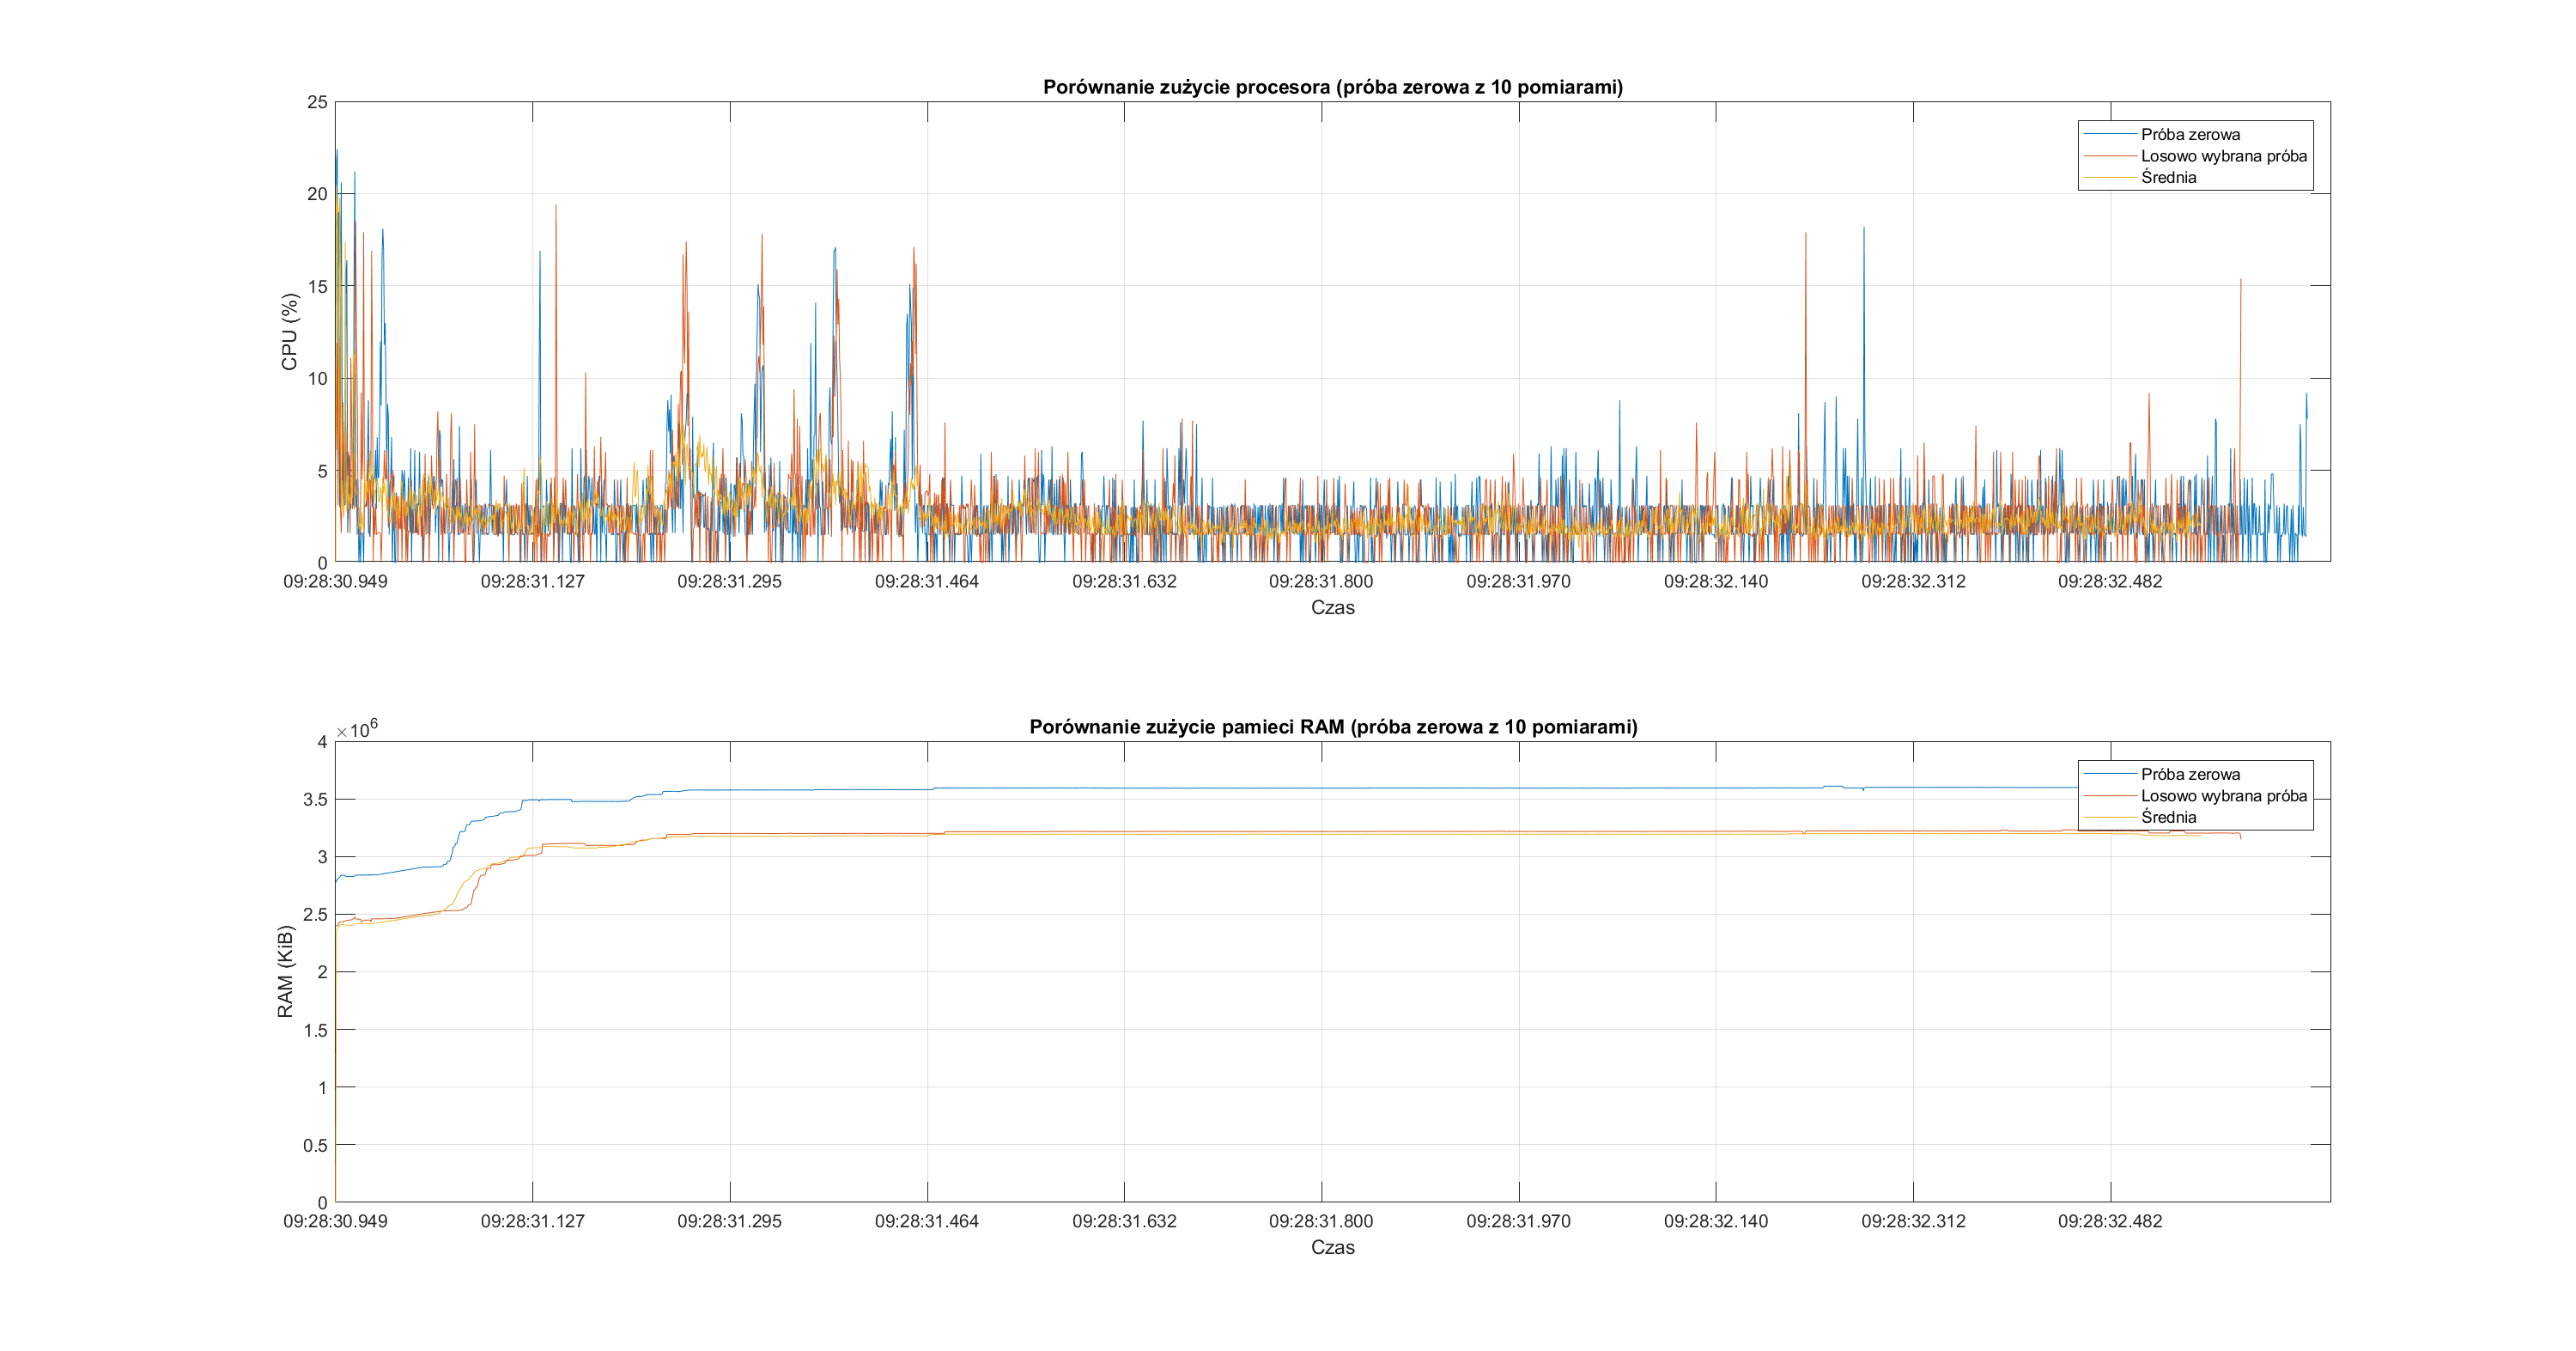 Porównanie zużycie procesora (próba zerowa z 10 pomiarami)
25
20
15
10
5
0
CPU (%)
Próba zerowa
Losowo wybrana próba
Średnia
09:28:30.949 09:28:31.127 09:28:31.295 09:28:31.464 09:28:31.632 09:28:31.800 09:28:31.970 09:28:32.140 09:28:32.312 09:28:32.482
Czas
Porównanie zużycie pamieci RAM (próba zerowa z 10 pomiarami)
×10^6
4
3.5
3
2.5
2
1.5
1
0.5
0
RAM (KiB)
Próba zerowa
Losowo wybrana próba
Średnia
09:28:30.949 09:28:31.127 09:28:31.295 09:28:31.464 09:28:31.632 09:28:31.800 09:28:31.970 09:28:32.140 09:28:32.312 09:28:32.482
Czas